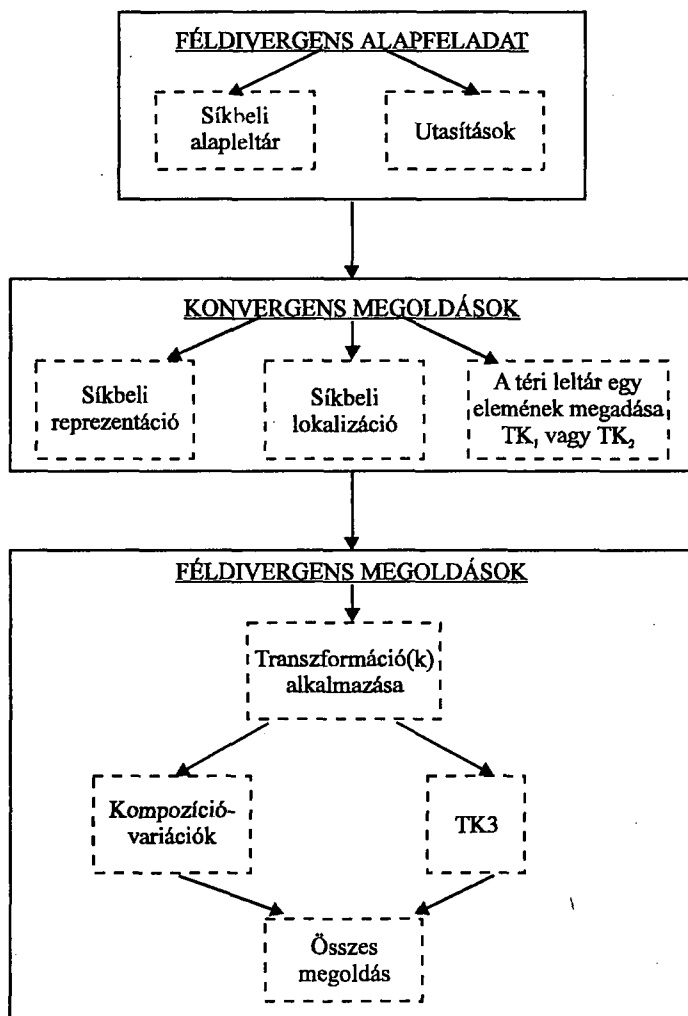 FÉLDIVERGENS ALAPFELADAT
Síkbeli
alapleltár
Utasítások
KONVERGENS MEGOLDÁSOK
Síkbeli
reprezentáció
Síkbeli
lokalizáció
A téri leltár egy
elemének megadása
TK₁ vagy TK₂
FÉLDIVERGENS MEGOLDÁSOK
Transzformáció(k)
alkalmazása
Kompozíció-
variációk
TK3
Összes
megoldás